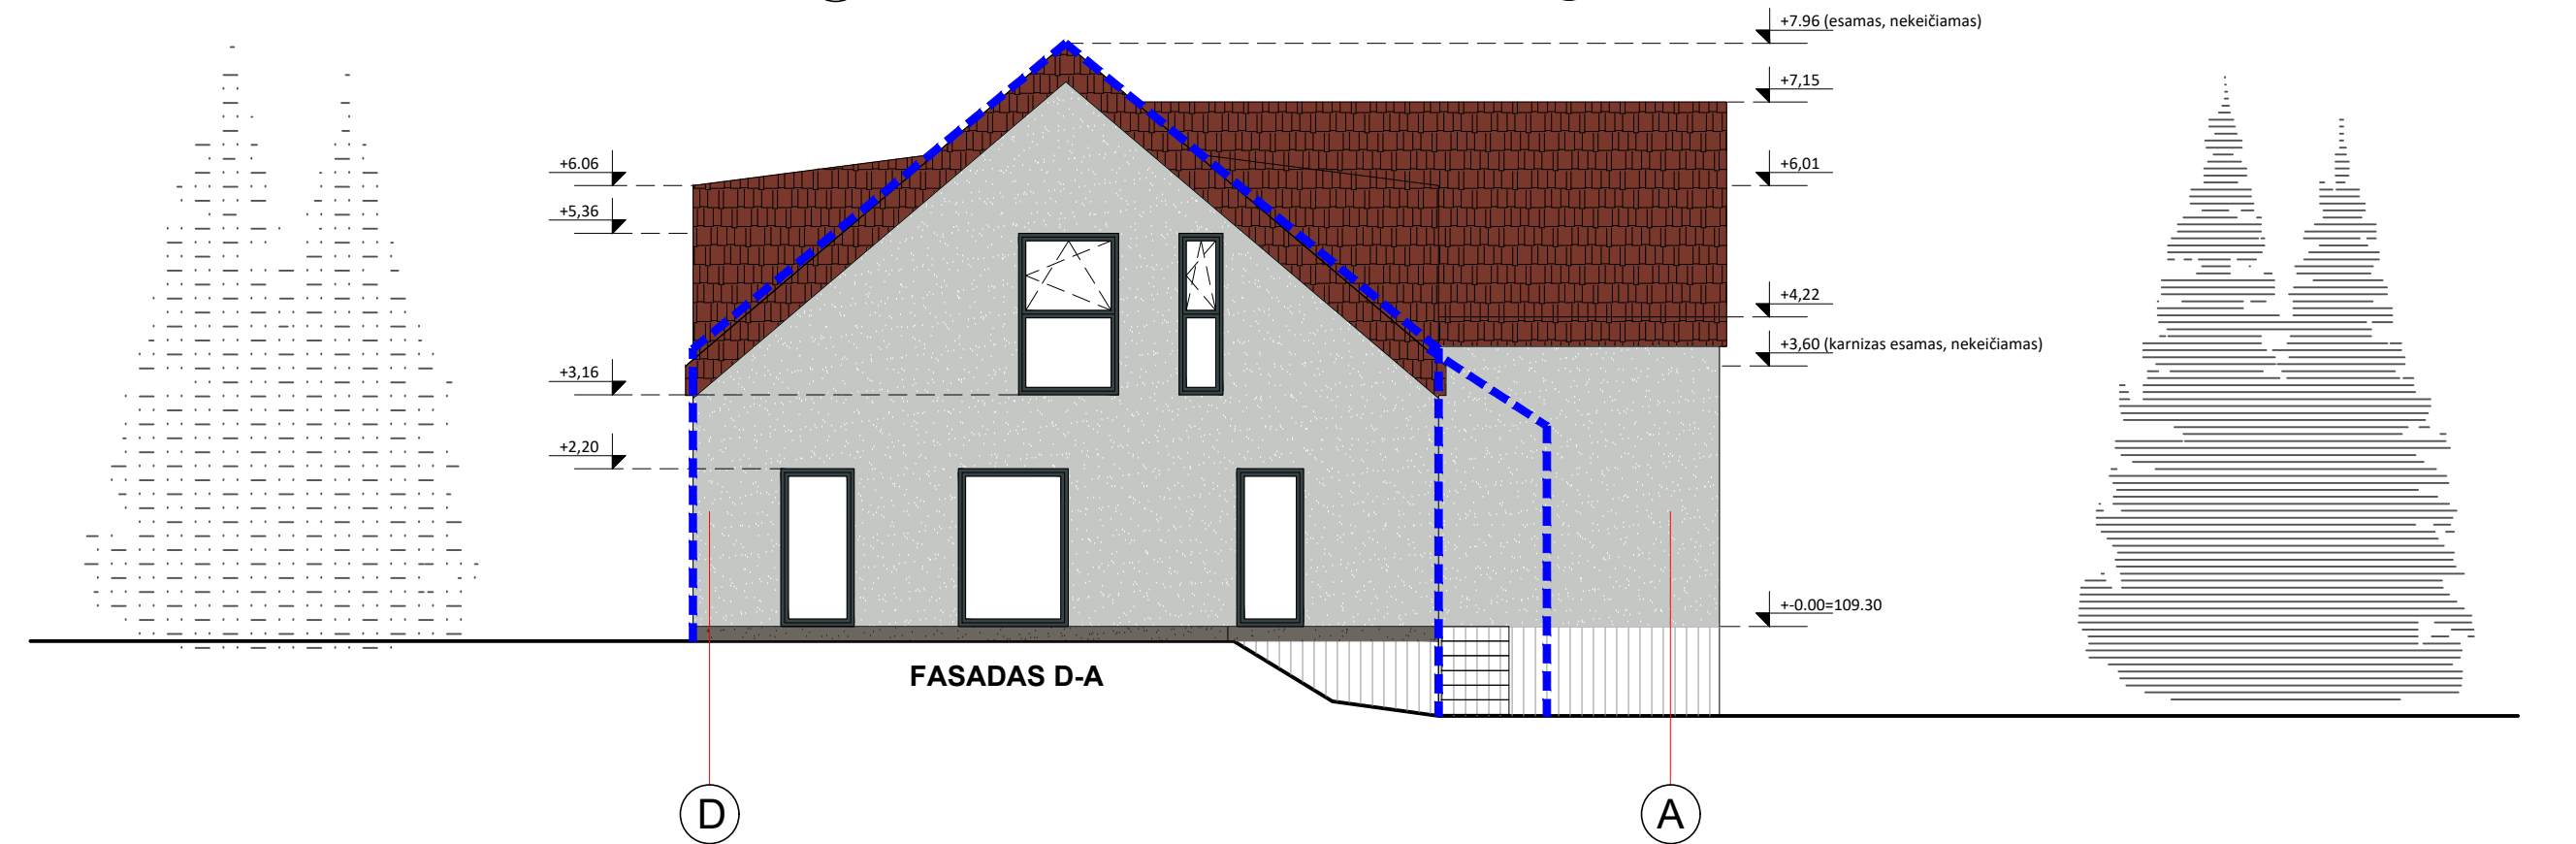 +7.96 (esamas, nekeičiamas)
+7,15
+6.06
+6,01
+5,36
+4,22
+3,60 (karnizas esamas, nekeičiamas)
+3,16
+2,20
+-0.00=109.30
FASADAS D-A
D
A